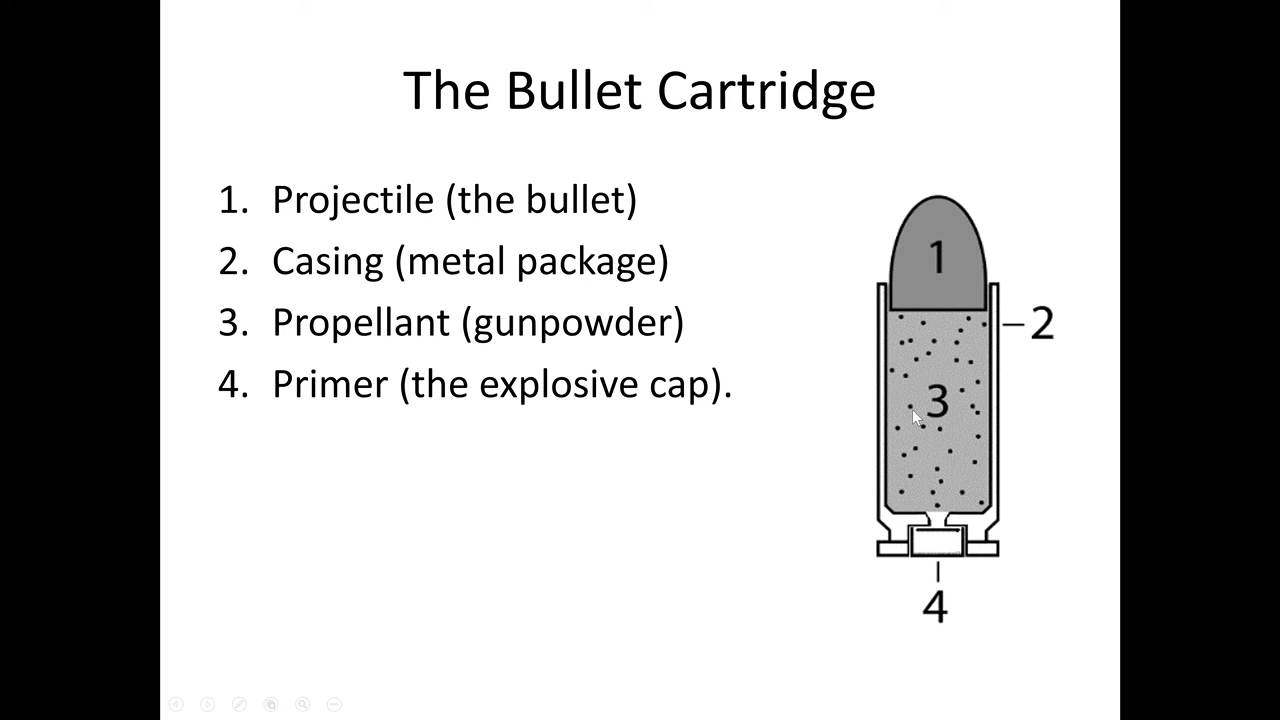 The Bullet Cartridge
1. Projectile (the bullet)
2. Casing (metal package)
3. Propellant (gunpowder)
4. Primer (the explosive cap).
1
2
3
4